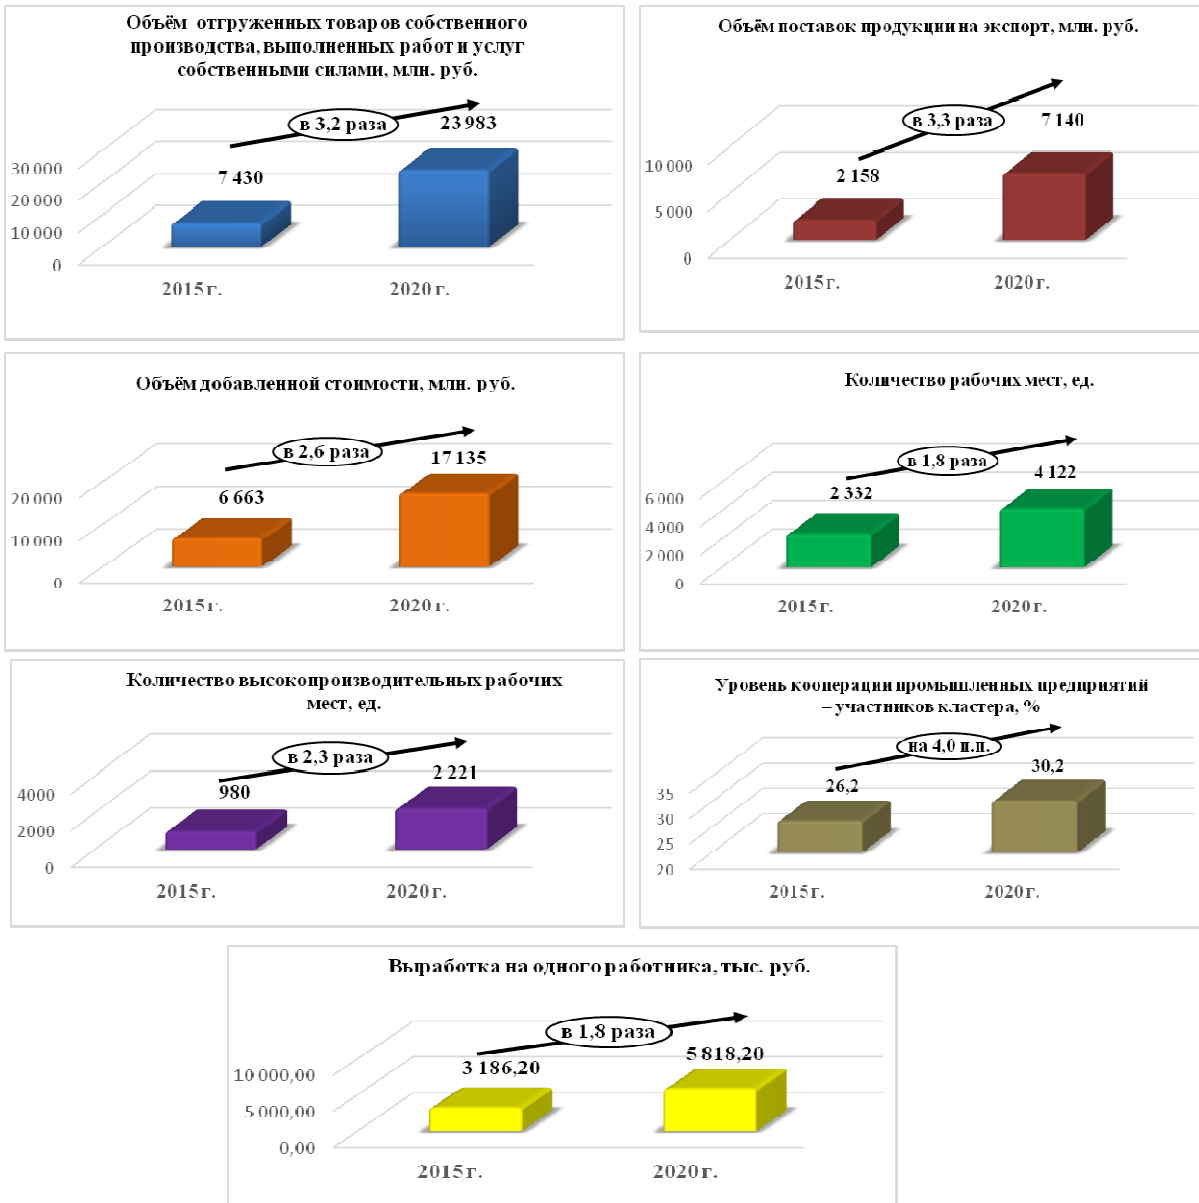 Объём отгруженных товаров собственного
производства, выполненных работ и услуг
собственными силами, млн. руб.
в 3,2 раза
23 983
7 430
30 000
20 000
10 000
0
2015 г.
2020 г.
Объём поставок продукции на экспорт, млн. руб.
в 3,3 раза
7 140
2 158
10 000
5 000
0
2015 г.
2020 г.
Объём добавленной стоимости, млн. руб.
в 2,6 раза
17 135
6 663
20 000
10 000
0
2015 г.
2020 г.
Количество рабочих мест, ед.
в 1,8 раза
4 122
2 332
6 000
4 000
2 000
0
2015 г.
2020 г.
Количество высокопроизводительных рабочих
мест, ед.
в 2,3 раза
2 221
980
4000
2000
0
2015 г.
2020 г.
Уровень кооперации промышленных предприятий
– участников кластера, %
на 4,0 п.п.
30,2
26,2
35
30
25
20
2015 г.
2020 г.
Выработка на одного работника, тыс. руб.
в 1,8 раза
5 818,20
3 186,20
10 000,00
5 000,00
0,00
2015 г.
2020 г.